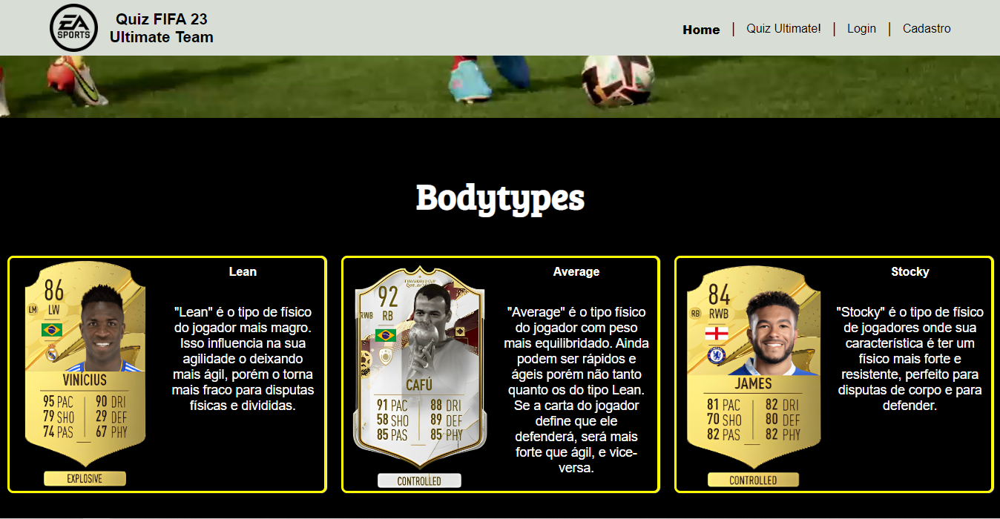 EA
SPORTS
Quiz FIFA 23
Ultimate Team
Home | Quiz Ultimate! | Login | Cadastro
Bodytypes
86
LW
LM
VINÍCIUS
95 PAC 90 DRI
79 SHO 29 DEF
74 PAS 67 PHY
EXPLOSIVE
Lean
"Lean" é o tipo de físico
do jogador mais magro.
Isso influencia na sua
agilidade o deixando
mais ágil, porém o torna
mais fraco para disputas
físicas e divididas.
92
RB
RWB
CAFÚ
91 PAC 88 DRI
58 SHO 89 DEF
85 PAS 85 PHY
CONTROLLED
Average
"Average" é o tipo físico
do jogador com peso
mais equilibridado. Ainda
podem ser rápidos e
ágeis porém não tanto
quanto os do tipo Lean.
Se a carta do jogador
define que ele
defenderá, será mais
forte que ágil, e vice-
versa.
84
RWB
RB
JAMES
81 PAC 82 DRI
70 SHO 80 DEF
82 PAS 82 PHY
CONTROLLED
Stocky
"Stocky" é o tipo de físico
de jogadores onde sua
característica é ter um
físico mais forte e
resistente, perfeito para
disputas de corpo e para
defender.